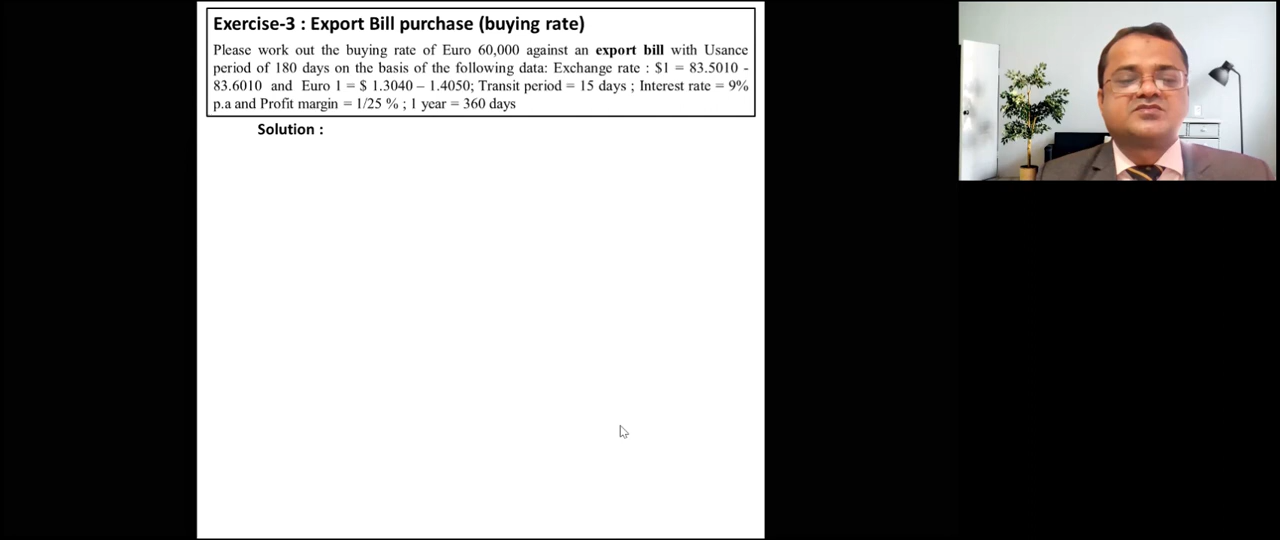 Exercise-3 : Export Bill purchase (buying rate)
Please work out the buying rate of Euro 60,000 against an export bill with Usance
period of 180 days on the basis of the following data: Exchange rate : $1 = 83.5010 -
83.6010 and Euro 1 = $ 1.3040 – 1.4050; Transit period = 15 days ; Interest rate = 9%
p.a and Profit margin = 1/25 % ; 1 year = 360 days
Solution :